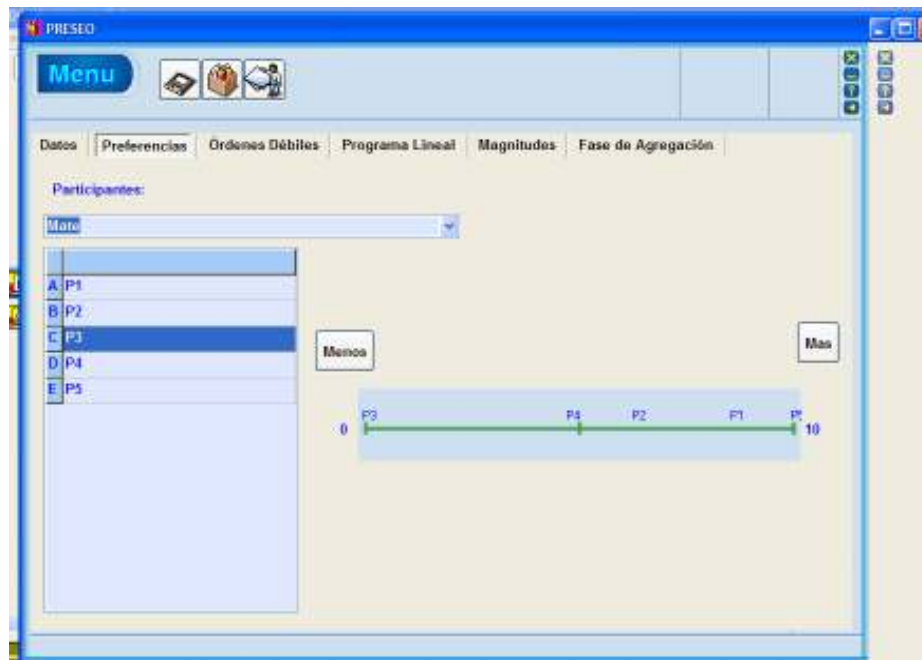 PRESEO
Menu
Datos Preferencias Órdenes Débiles Programa Lineal Magnitudes Fase de Agregación
Participantes:
Mara
A P1
B P2
C P3
D P4
E P5
Menos Mas
P3 P4 P2 P1
0 10